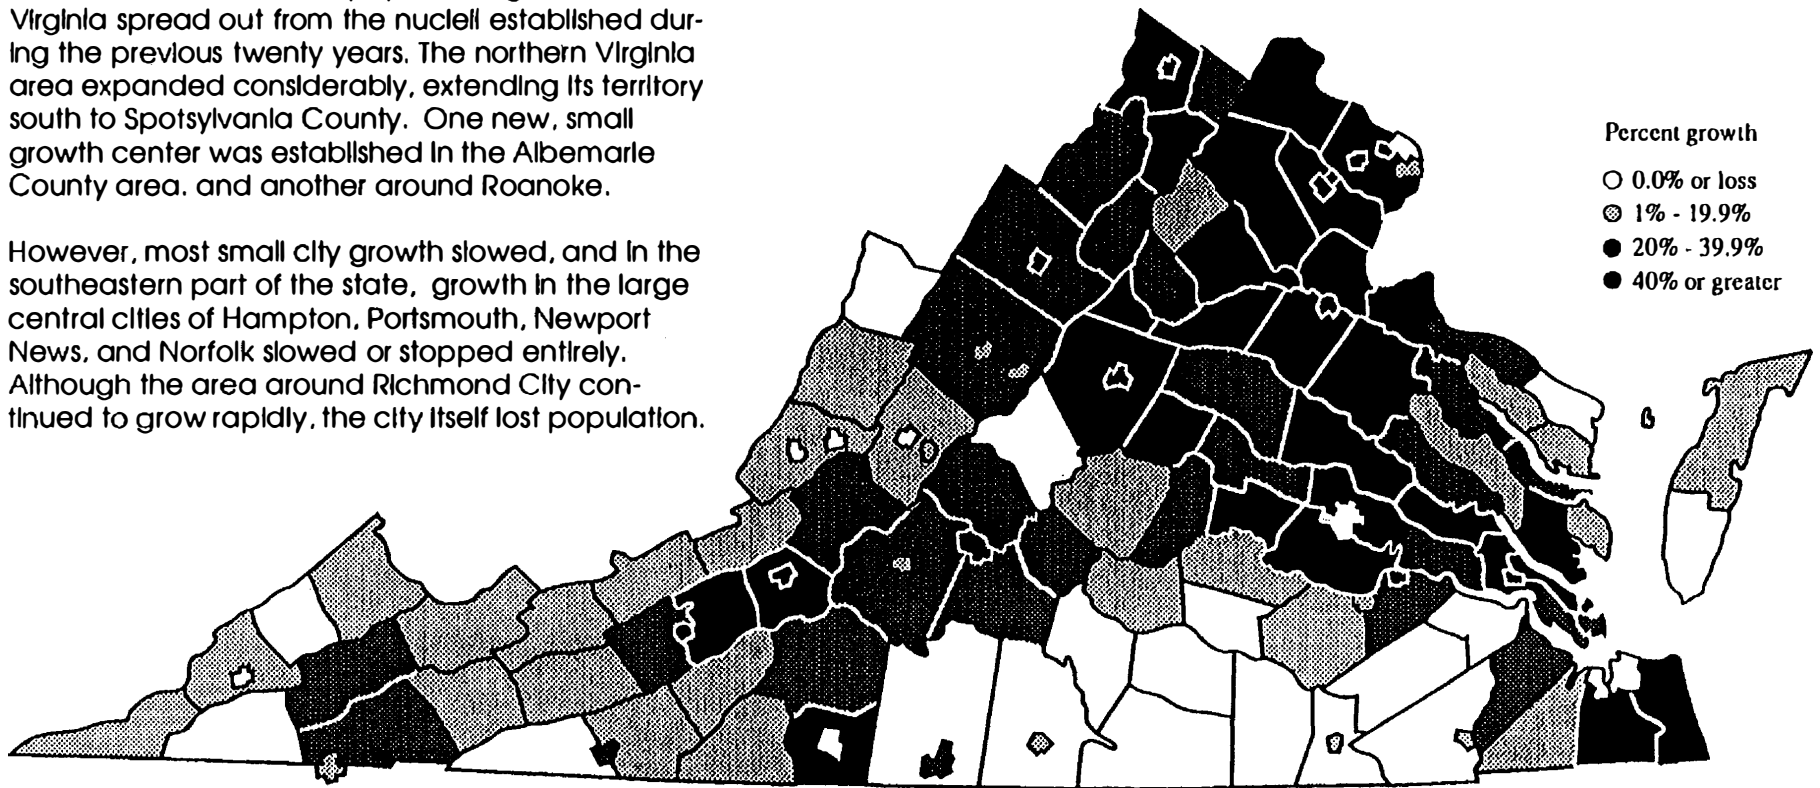 Virginia spread out from the nucleii established dur-
ing the previous twenty years. The northern Virginia
area expanded considerably, extending its territory
south to Spotsylvania County. One new, small
growth center was established in the Albemarle
County area. and another around Roanoke.
However, most small city growth slowed, and in the
southeastern part of the state, growth in the large
central cities of Hampton, Portsmouth, Newport
News, and Norfolk slowed or stopped entirely.
Although the area around Richmond City con-
tinued to grow rapidly, the city itself lost population.
Percent growth
0.0% or loss
1% - 19.9%
20% - 39.9%
40% or greater